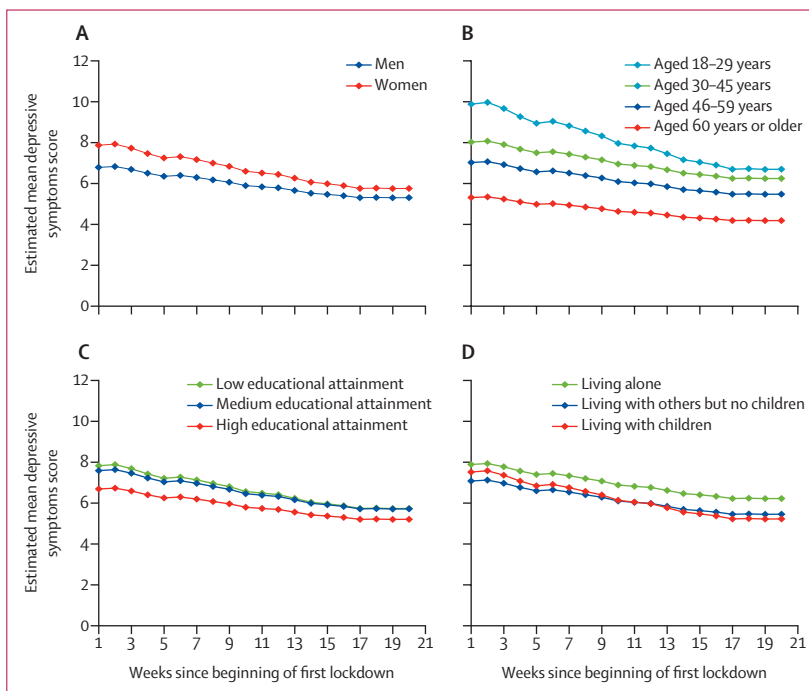 A
Men
Women
12
10
8
6
4
2
0
Estimated mean depressive
symptoms score
B
Aged 18–29 years
Aged 30–45 years
Aged 46–59 years
Aged 60 years or older
C
Low educational attainment
Medium educational attainment
High educational attainment
12
10
8
6
4
2
0
Estimated mean depressive
symptoms score
1 3 5 7 9 11 13 15 17 19 21
Weeks since beginning of first lockdown
D
Living alone
Living with others but no children
Living with children
1 3 5 7 9 11 13 15 17 19 21
Weeks since beginning of first lockdown